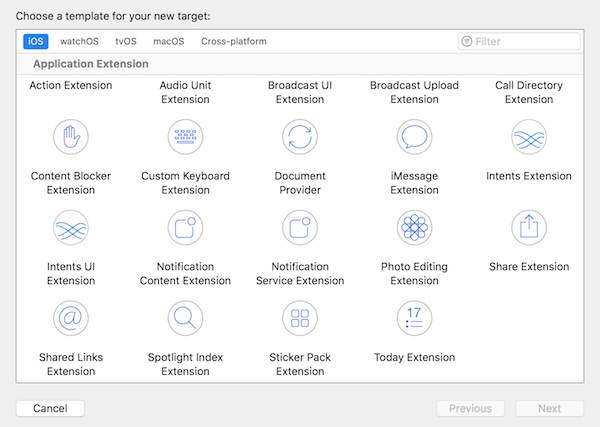 Choose a template for your new target:
iOS watchOS tvOS macOS Cross-platform Filter
Application Extension
Action Extension Audio Unit Broadcast UI Broadcast Upload Call Directory
Extension Extension Extension Extension
Content Blocker Custom Keyboard Document iMessage Intents Extension
Extension Extension Provider Extension
Intents UI Notification Notification Photo Editing Share Extension
Extension Content Extension Service Extension Extension
@ 17
Shared Links Spotlight Index Sticker Pack Today Extension
Extension Extension Extension
Cancel Previous Next